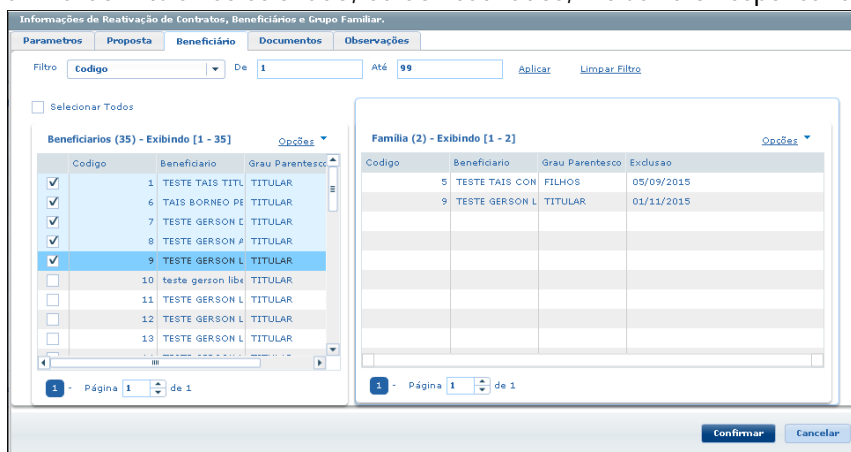 Informações de Reativação de Contratos, Beneficiários e Grupo Familiar.
Parametros Proposta Beneficiário Documentos Observações
Filtro Codigo De 1 Até 99 Aplicar Limpar Filtro
Selecionar Todos
Beneficiarios (35) - Exibindo [1 - 35] Opções
Codigo Beneficiario Grau Parentesco
1 TESTE TAIS TITU TITULAR
6 TAIS BORNEO PE TITULAR
7 TESTE GERSON D TITULAR
8 TESTE GERSON A TITULAR
9 TESTE GERSON L TITULAR
10 teste gerson libe TITULAR
11 TESTE GERSON L TITULAR
12 TESTE GERSON L TITULAR
13 TESTE GERSON L TITULAR
1 - Página 1 de 1
Família (2) - Exibindo [1 - 2] Opções
Codigo Beneficiario Grau Parentesco Exclusao
5 TESTE TAIS CON FILHOS 05/09/2015
9 TESTE GERSON L TITULAR 01/11/2015
1 - Página 1 de 1
Confirmar Cancelar